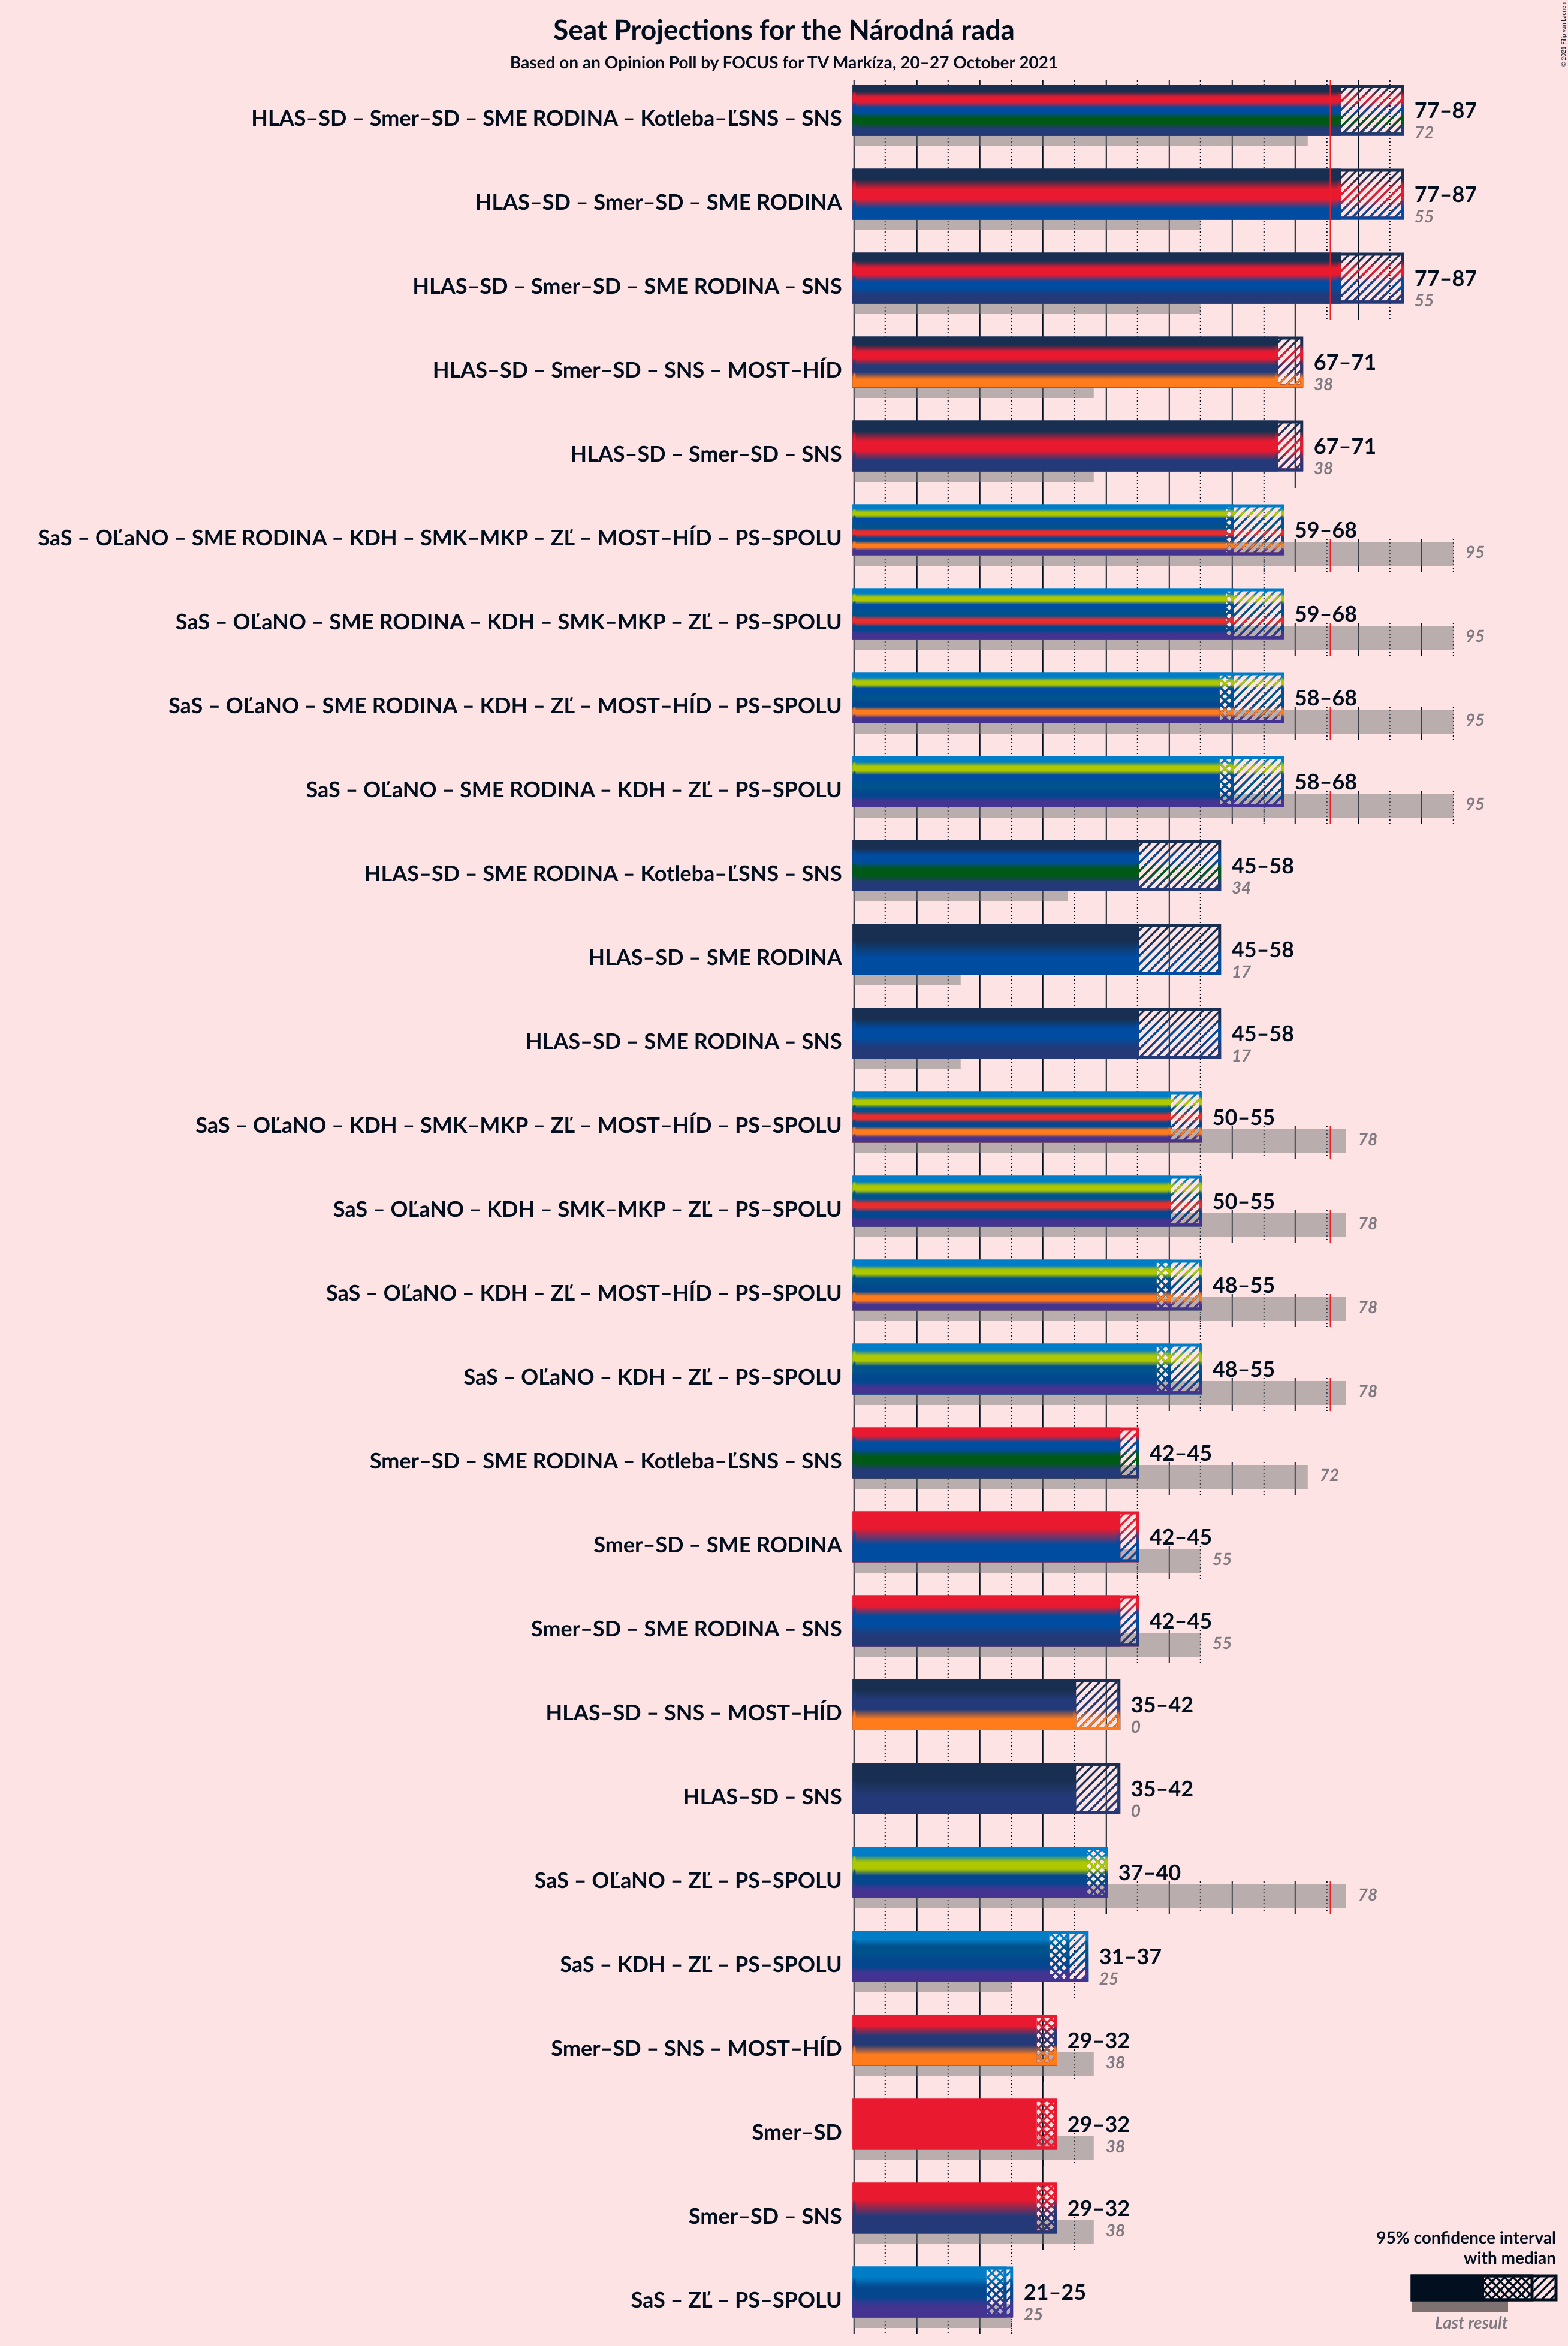 Seat Projections for the Národná rada
Based on an Opinion Poll by FOCUS for TV Markíza, 20–27 October 2021
© 2021 Filip van Laenen
HLAS–SD – Smer–SD – SME RODINA – Kotleba–ĽSNS – SNS
77–87
72
HLAS–SD – Smer–SD – SME RODINA
77–87
55
HLAS–SD – Smer–SD – SME RODINA – SNS
77–87
55
HLAS–SD – Smer–SD – SNS – MOST–HÍD
67–71
38
HLAS–SD – Smer–SD – SNS
67–71
38
SaS – OĽaNO – SME RODINA – KDH – SMK–MKP – ZĽ – MOST–HÍD – PS–SPOLU
59–68
95
SaS – OĽaNO – SME RODINA – KDH – SMK–MKP – ZĽ – PS–SPOLU
59–68
95
SaS – OĽaNO – SME RODINA – KDH – ZĽ – MOST–HÍD – PS–SPOLU
58–68
95
SaS – OĽaNO – SME RODINA – KDH – ZĽ – PS–SPOLU
58–68
95
HLAS–SD – SME RODINA – Kotleba–ĽSNS – SNS
45–58
34
HLAS–SD – SME RODINA
45–58
17
HLAS–SD – SME RODINA – SNS
45–58
17
SaS – OĽaNO – KDH – SMK–MKP – ZĽ – MOST–HÍD – PS–SPOLU
50–55
78
SaS – OĽaNO – KDH – SMK–MKP – ZĽ – PS–SPOLU
50–55
78
SaS – OĽaNO – KDH – ZĽ – MOST–HÍD – PS–SPOLU
48–55
78
SaS – OĽaNO – KDH – ZĽ – PS–SPOLU
48–55
78
Smer–SD – SME RODINA – Kotleba–ĽSNS – SNS
42–45
72
Smer–SD – SME RODINA
42–45
55
Smer–SD – SME RODINA – SNS
42–45
55
HLAS–SD – SNS – MOST–HÍD
35–42
0
HLAS–SD – SNS
35–42
0
SaS – OĽaNO – ZĽ – PS–SPOLU
37–40
78
SaS – KDH – ZĽ – PS–SPOLU
31–37
25
Smer–SD – SNS – MOST–HÍD
29–32
38
Smer–SD
29–32
38
Smer–SD – SNS
29–32
38
SaS – ZĽ – PS–SPOLU
21–25
25
95% confidence interval
with median
Last result